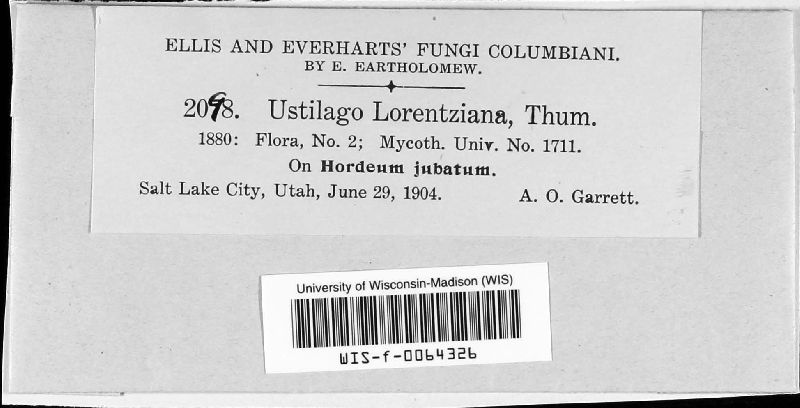 ELLIS AND EVERHARTS' FUNGI COLUMBIANI.
BY E. EARTHOLOMEW.
2098. Ustilago Lorentziana, Thum.
1880: Flora, No. 2; Mycoth. Univ. No. 1711.
On Hordeum jubatum.
Salt Lake City, Utah, June 29, 1904. A. O. Garrett.
University of Wisconsin-Madison (WIS)
WIS-f-0064326